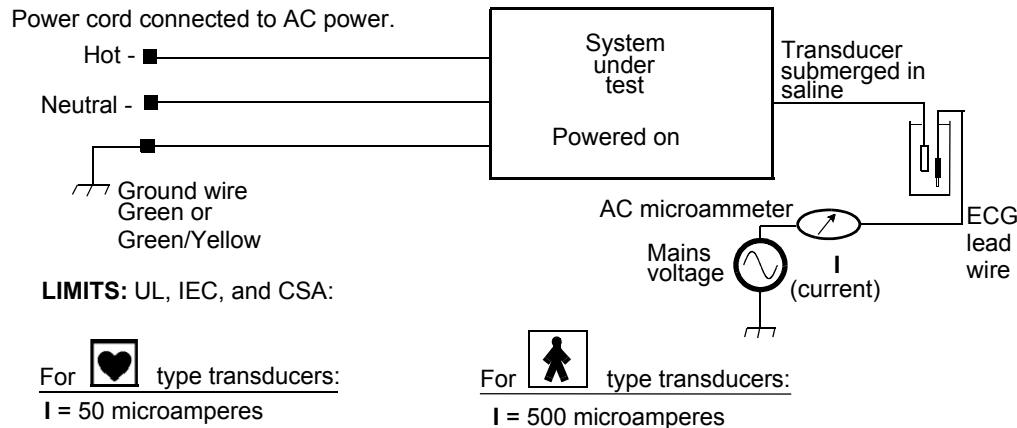 Power cord connected to AC power.
Hot -
Neutral -
Ground wire
Green or
Green/Yellow
System
under
test
Powered on
Transducer
submerged in
saline
AC microammeter
Mains
voltage
I
(current)
ECG
lead
wire
LIMITS: UL, IEC, and CSA:
For type transducers:
I = 50 microamperes
For type transducers:
I = 500 microamperes